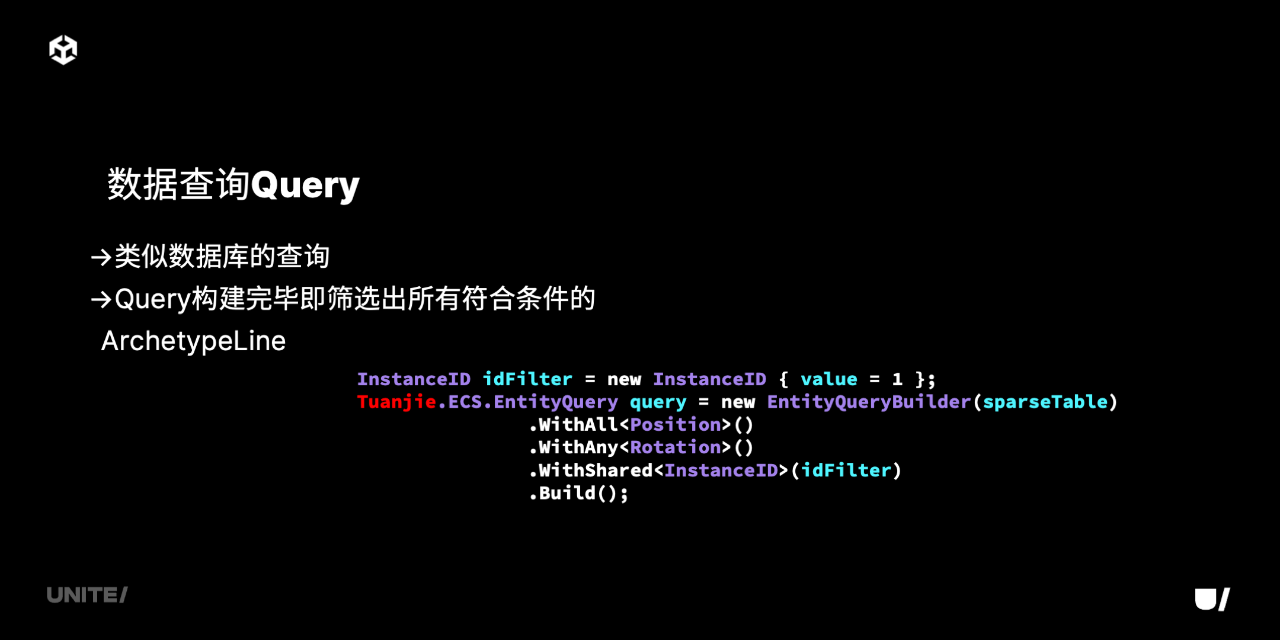 数据查询Query
→类似数据库的查询
→Query构建完毕即筛选出所有符合条件的
ArchetypeLine
InstanceID idFilter = new InstanceID { value = 1 };
Tuanjie.ECS.EntityQuery query = new EntityQueryBuilder(sparseTable)
.WithAll<Position>()
.WithAny<Rotation>()
.WithShared<InstanceID>(idFilter)
.Build();
UNITE/
U/